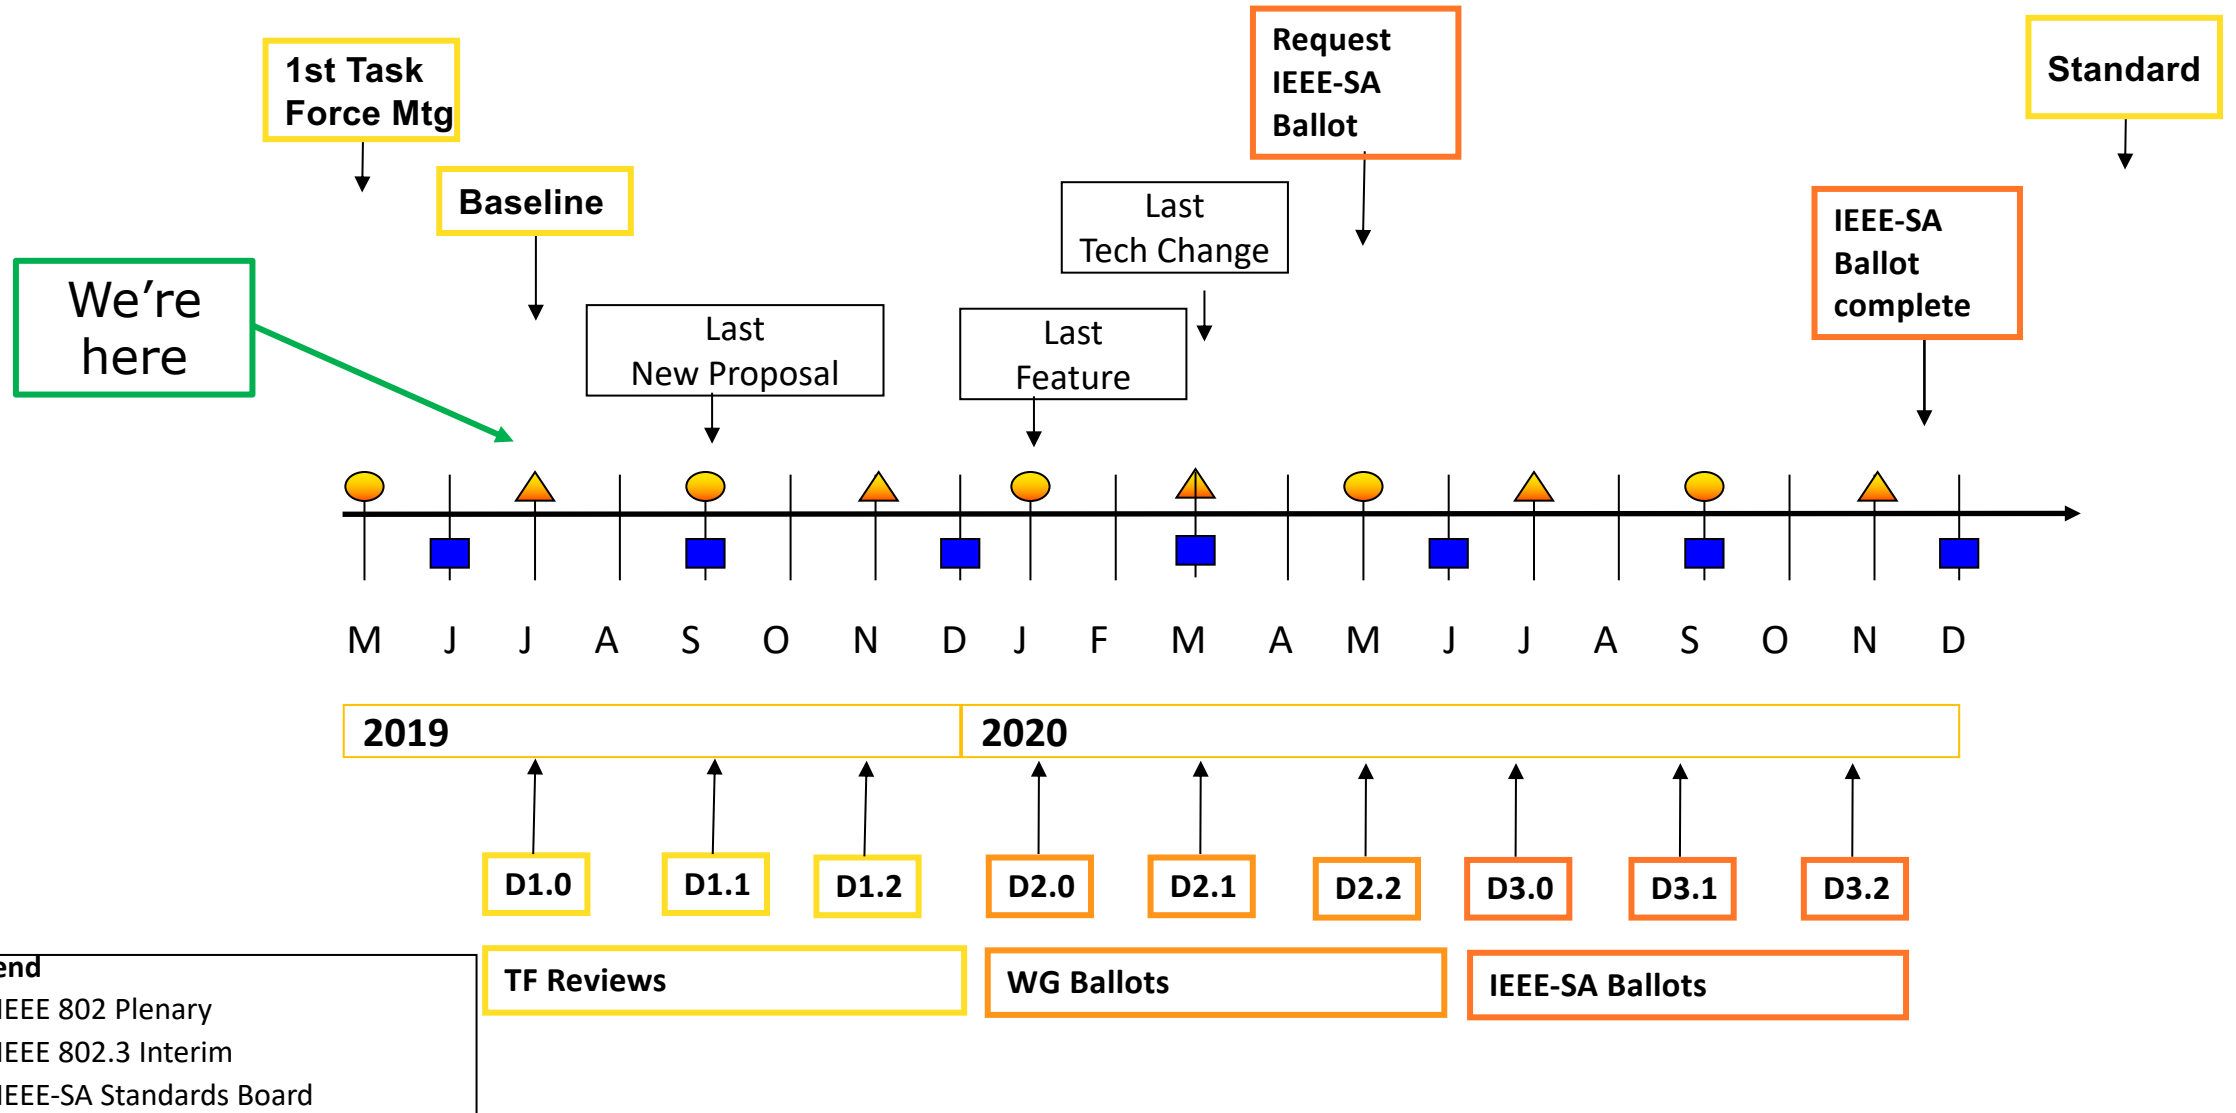 1st Task
Force Mtg
Baseline
We're
here
Last
New Proposal
Last
Feature
Last
Tech Change
Request
IEEE-SA
Ballot
IEEE-SA
Ballot
complete
Standard
M J J A S O N D J F M A M J J A S O N D
2019 2020
D1.0 D1.1 D1.2 D2.0 D2.1 D2.2 D3.0 D3.1 D3.2
TF Reviews
WG Ballots
IEEE-SA Ballots
end
IEEE 802 Plenary
IEEE 802.3 Interim
IEEE-SA Standards Board